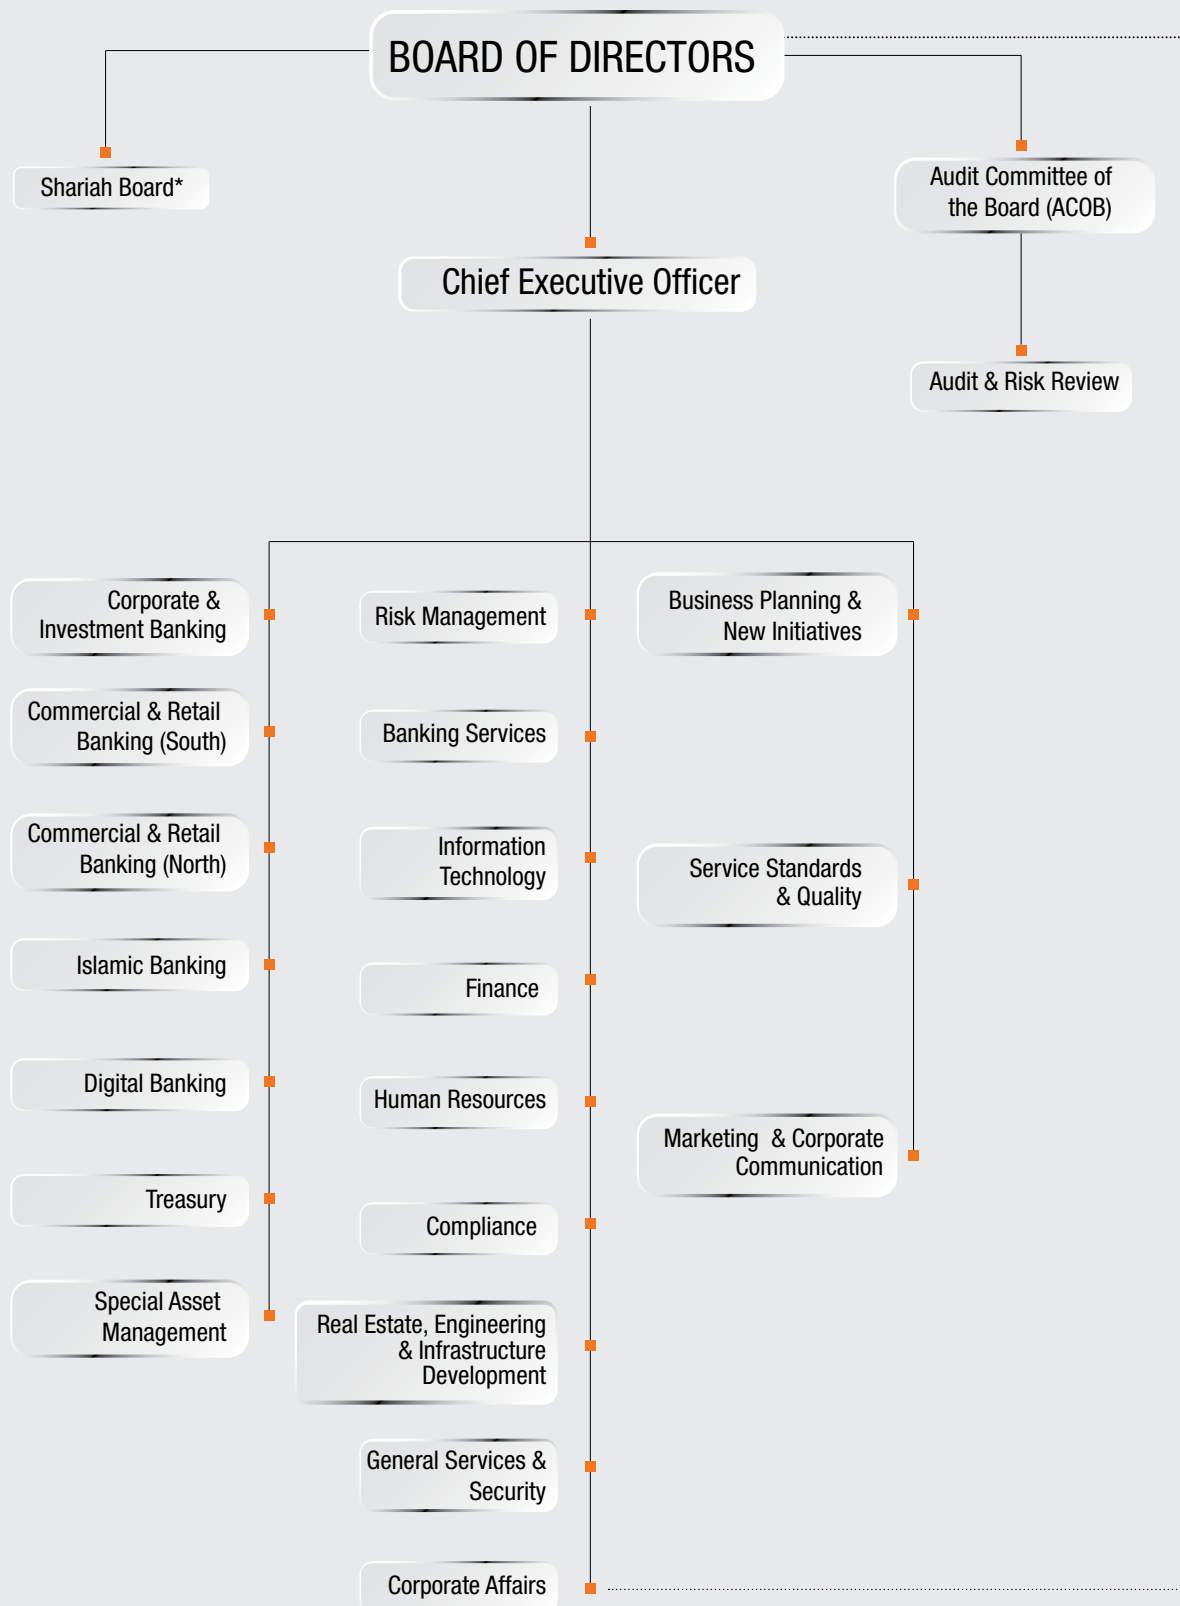 BOARD OF DIRECTORS
Shariah Board*
Audit Committee of
the Board (ACOB)
Chief Executive Officer
Audit & Risk Review
Corporate &
Investment Banking
Commercial & Retail
Banking (South)
Commercial & Retail
Banking (North)
Islamic Banking
Digital Banking
Treasury
Special Asset
Management
Risk Management
Banking Services
Information
Technology
Finance
Human Resources
Compliance
Real Estate, Engineering
& Infrastructure
Development
General Services &
Security
Corporate Affairs
Business Planning &
New Initiatives
Service Standards
& Quality
Marketing & Corporate
Communication